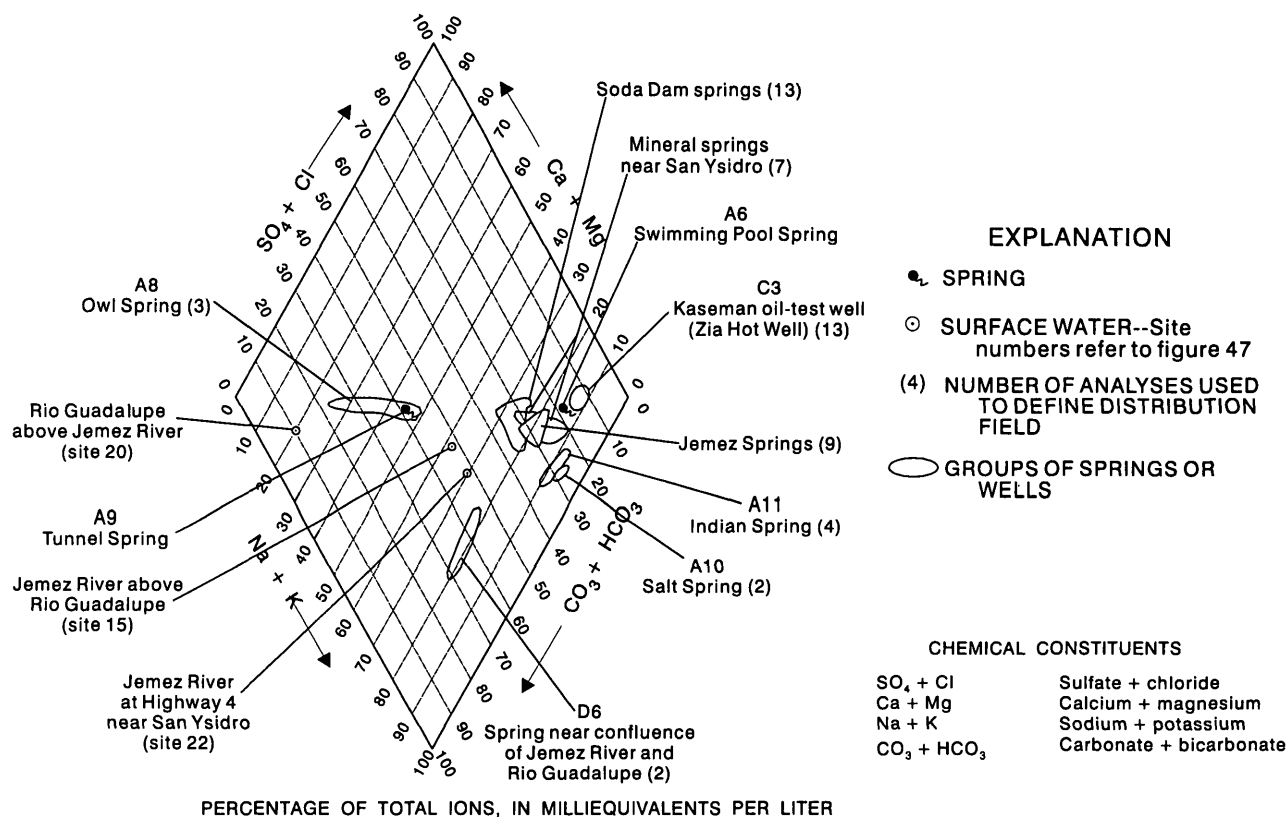 100 100
90 90
80 80
70 70
60 60
50 50
40 40
30 30
20 20
10 10
0 0
0 0
10 10
20 20
30 30
40 40
50 50
60 60
70 70
80 80
90 90
100 100
SO₄ + Cl
Ca + Mg
Na + K
CO₃ + HCO₃
Soda Dam springs (13)
Mineral springs
near San Ysidro (7)
A6
Swimming Pool Spring
C3
Kaseman oil-test well
(Zia Hot Well) (13)
Jemez Springs (9)
A11
Indian Spring (4)
A10
Salt Spring (2)
D6
Spring near confluence
of Jemez River and
Rio Guadalupe (2)
A8
Owl Spring (3)
Rio Guadalupe
above Jemez River
(site 20)
A9
Tunnel Spring
Jemez River above
Rio Guadalupe
(site 15)
Jemez River
at Highway 4
near San Ysidro
(site 22)
EXPLANATION
SPRING
SURFACE WATER--Site
numbers refer to figure 47
(4) NUMBER OF ANALYSES USED
TO DEFINE DISTRIBUTION
FIELD
GROUPS OF SPRINGS OR
WELLS
CHEMICAL CONSTITUENTS
SO₄ + Cl Sulfate + chloride
Ca + Mg Calcium + magnesium
Na + K Sodium + potassium
CO₃ + HCO₃ Carbonate + bicarbonate
PERCENTAGE OF TOTAL IONS, IN MILLIEQUIVALENTS PER LITER